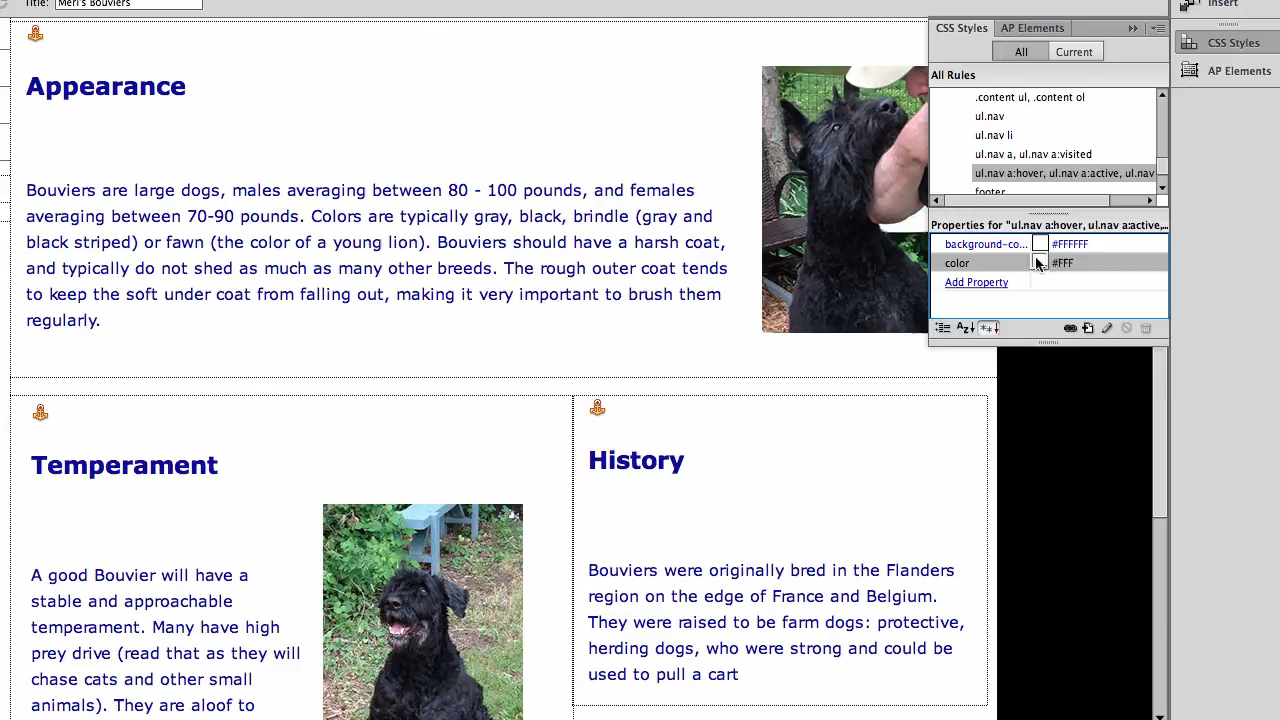 Title: Meri's Bouviers
Insert
CSS Styles AP Elements
CSS Styles
All Current
AP Elements
All Rules
.content ul, .content ol
ul.nav
ul.nav li
ul.nav a, ul.nav a:visited
ul.nav a:hover, ul.nav a:active, ul.nav
footer
Properties for "ul.nav a:hover, ul.nav a:active,...
background-co... #FFFFFF
color #FFF
Add Property
Appearance
Bouviers are large dogs, males averaging between 80 - 100 pounds, and females
averaging between 70-90 pounds. Colors are typically gray, black, brindle (gray and
black striped) or fawn (the color of a young lion). Bouviers should have a harsh coat,
and typically do not shed as much as many other breeds. The rough outer coat tends
to keep the soft under coat from falling out, making it very important to brush them
regularly.
Temperament
A good Bouvier will have a
stable and approachable
temperament. Many have high
prey drive (read that as they will
chase cats and other small
animals). They are aloof to
History
Bouviers were originally bred in the Flanders
region on the edge of France and Belgium.
They were raised to be farm dogs: protective,
herding dogs, who were strong and could be
used to pull a cart